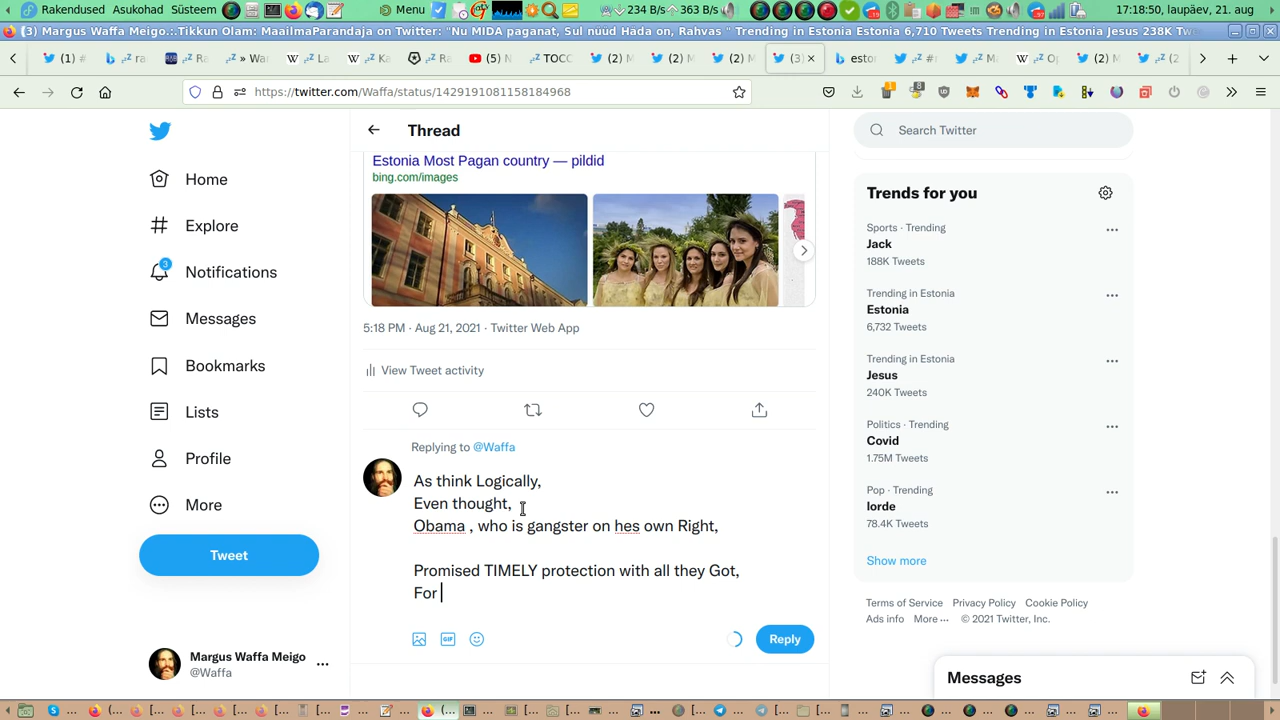 Rakendused Asukohad Süsteem
Menu
234 B/s 363 B/s
17:18:50, laupäev, 21. aug
(3) Margus Waffa Meigo.:.Tikkun Olam: MaailmaParandaja on Twitter: "Nu MIDA paganat, Sul nüüd Häda on, Rahvas " Trending in Estonia Estonia 6,710 Tweets Trending in Estonia Jesus 238K
https://twitter.com/Waffa/status/1429191081158184968
Thread
Search Twitter
Home
Explore
3
Notifications
Messages
Bookmarks
Lists
Profile
More
Tweet
Margus Waffa Meigo
@Waffa
Estonia Most Pagan country — pildid
bing.com/images
5:18 PM · Aug 21, 2021 · Twitter Web App
View Tweet activity
Replying to @Waffa
As think Logically,
Even thought,
Obama , who is gangster on hes own Right,
Promised TIMELY protection with all they Got,
For
GIF
Reply
Trends for you
Sports · Trending
Jack
188K Tweets
Trending in Estonia
Estonia
6,732 Tweets
Trending in Estonia
Jesus
240K Tweets
Politics · Trending
Covid
1.75M Tweets
Pop · Trending
lorde
78.4K Tweets
Show more
Terms of Service Privacy Policy Cookie Policy
Ads info More ··· © 2021 Twitter, Inc.
Messages